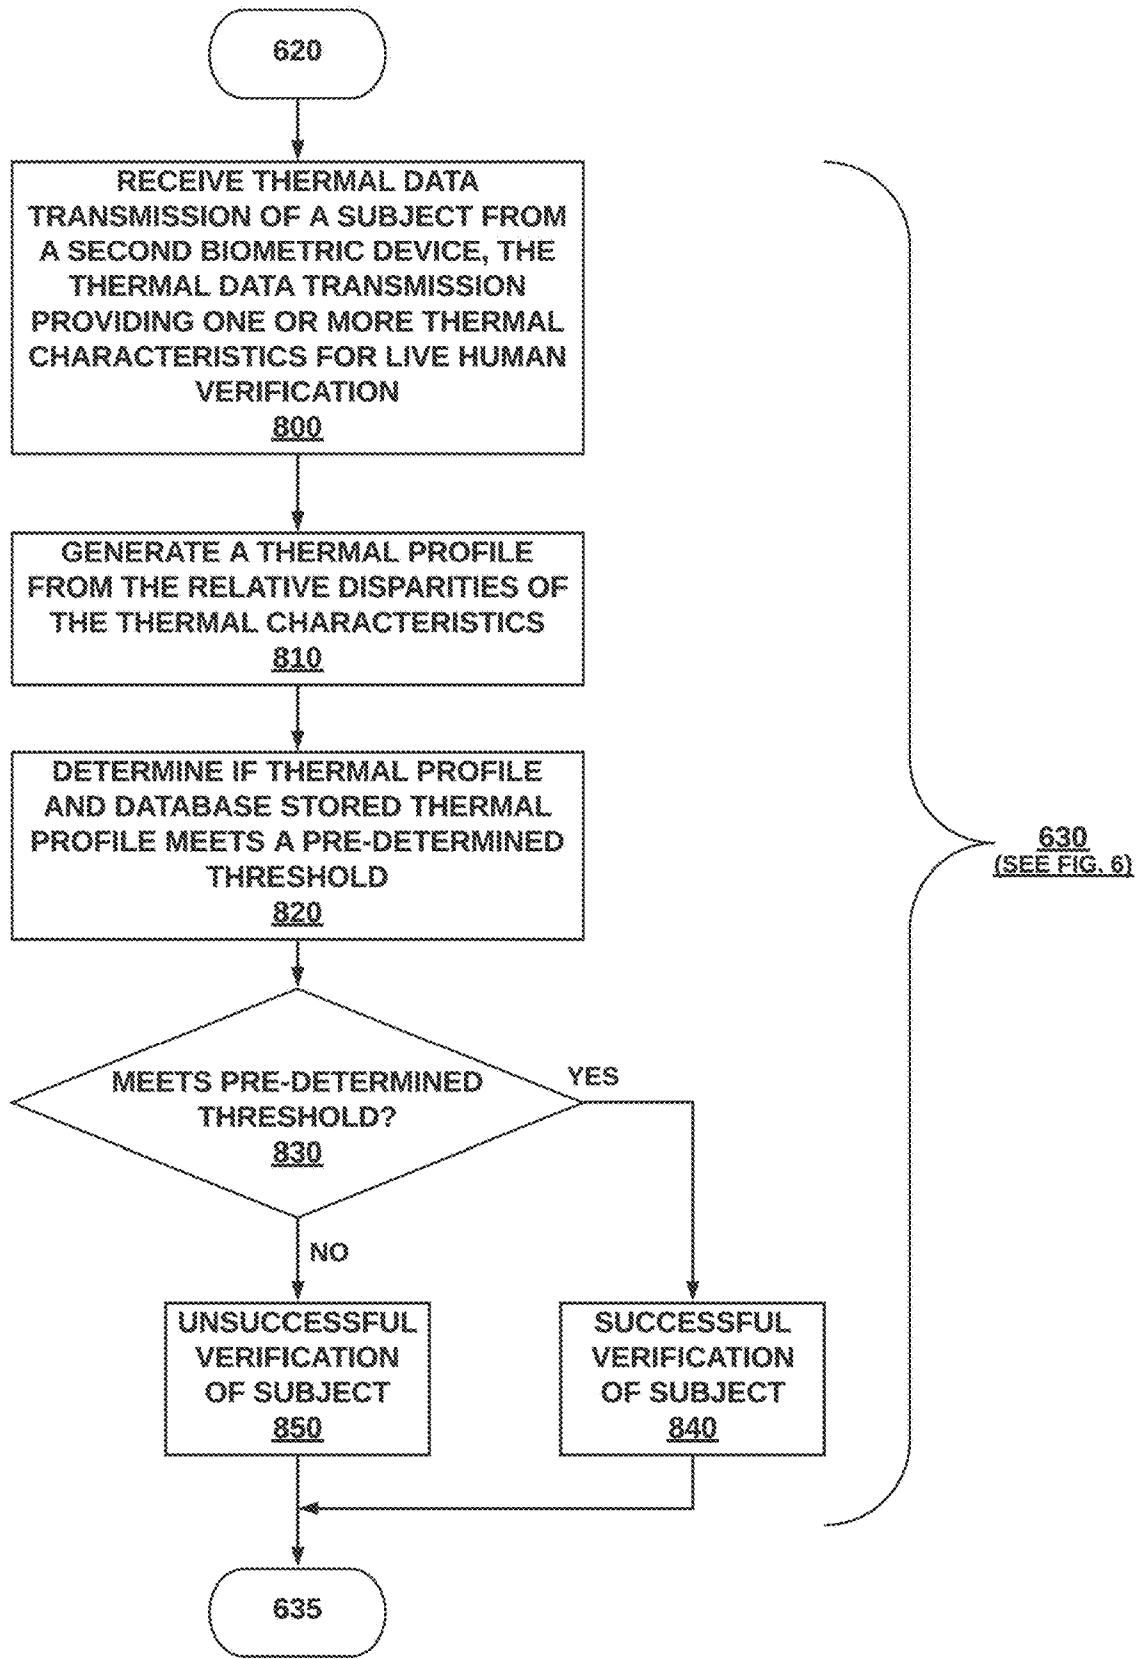 620
RECEIVE THERMAL DATA
TRANSMISSION OF A SUBJECT FROM
A SECOND BIOMETRIC DEVICE, THE
THERMAL DATA TRANSMISSION
PROVIDING ONE OR MORE THERMAL
CHARACTERISTICS FOR LIVE HUMAN
VERIFICATION
800
GENERATE A THERMAL PROFILE
FROM THE RELATIVE DISPARITIES OF
THE THERMAL CHARACTERISTICS
810
DETERMINE IF THERMAL PROFILE
AND DATABASE STORED THERMAL
PROFILE MEETS A PRE-DETERMINED
THRESHOLD
820
630
(SEE FIG. 6)
MEETS PRE-DETERMINED
THRESHOLD?
830
YES
NO
UNSUCCESSFUL
VERIFICATION
OF SUBJECT
850
SUCCESSFUL
VERIFICATION
OF SUBJECT
840
635